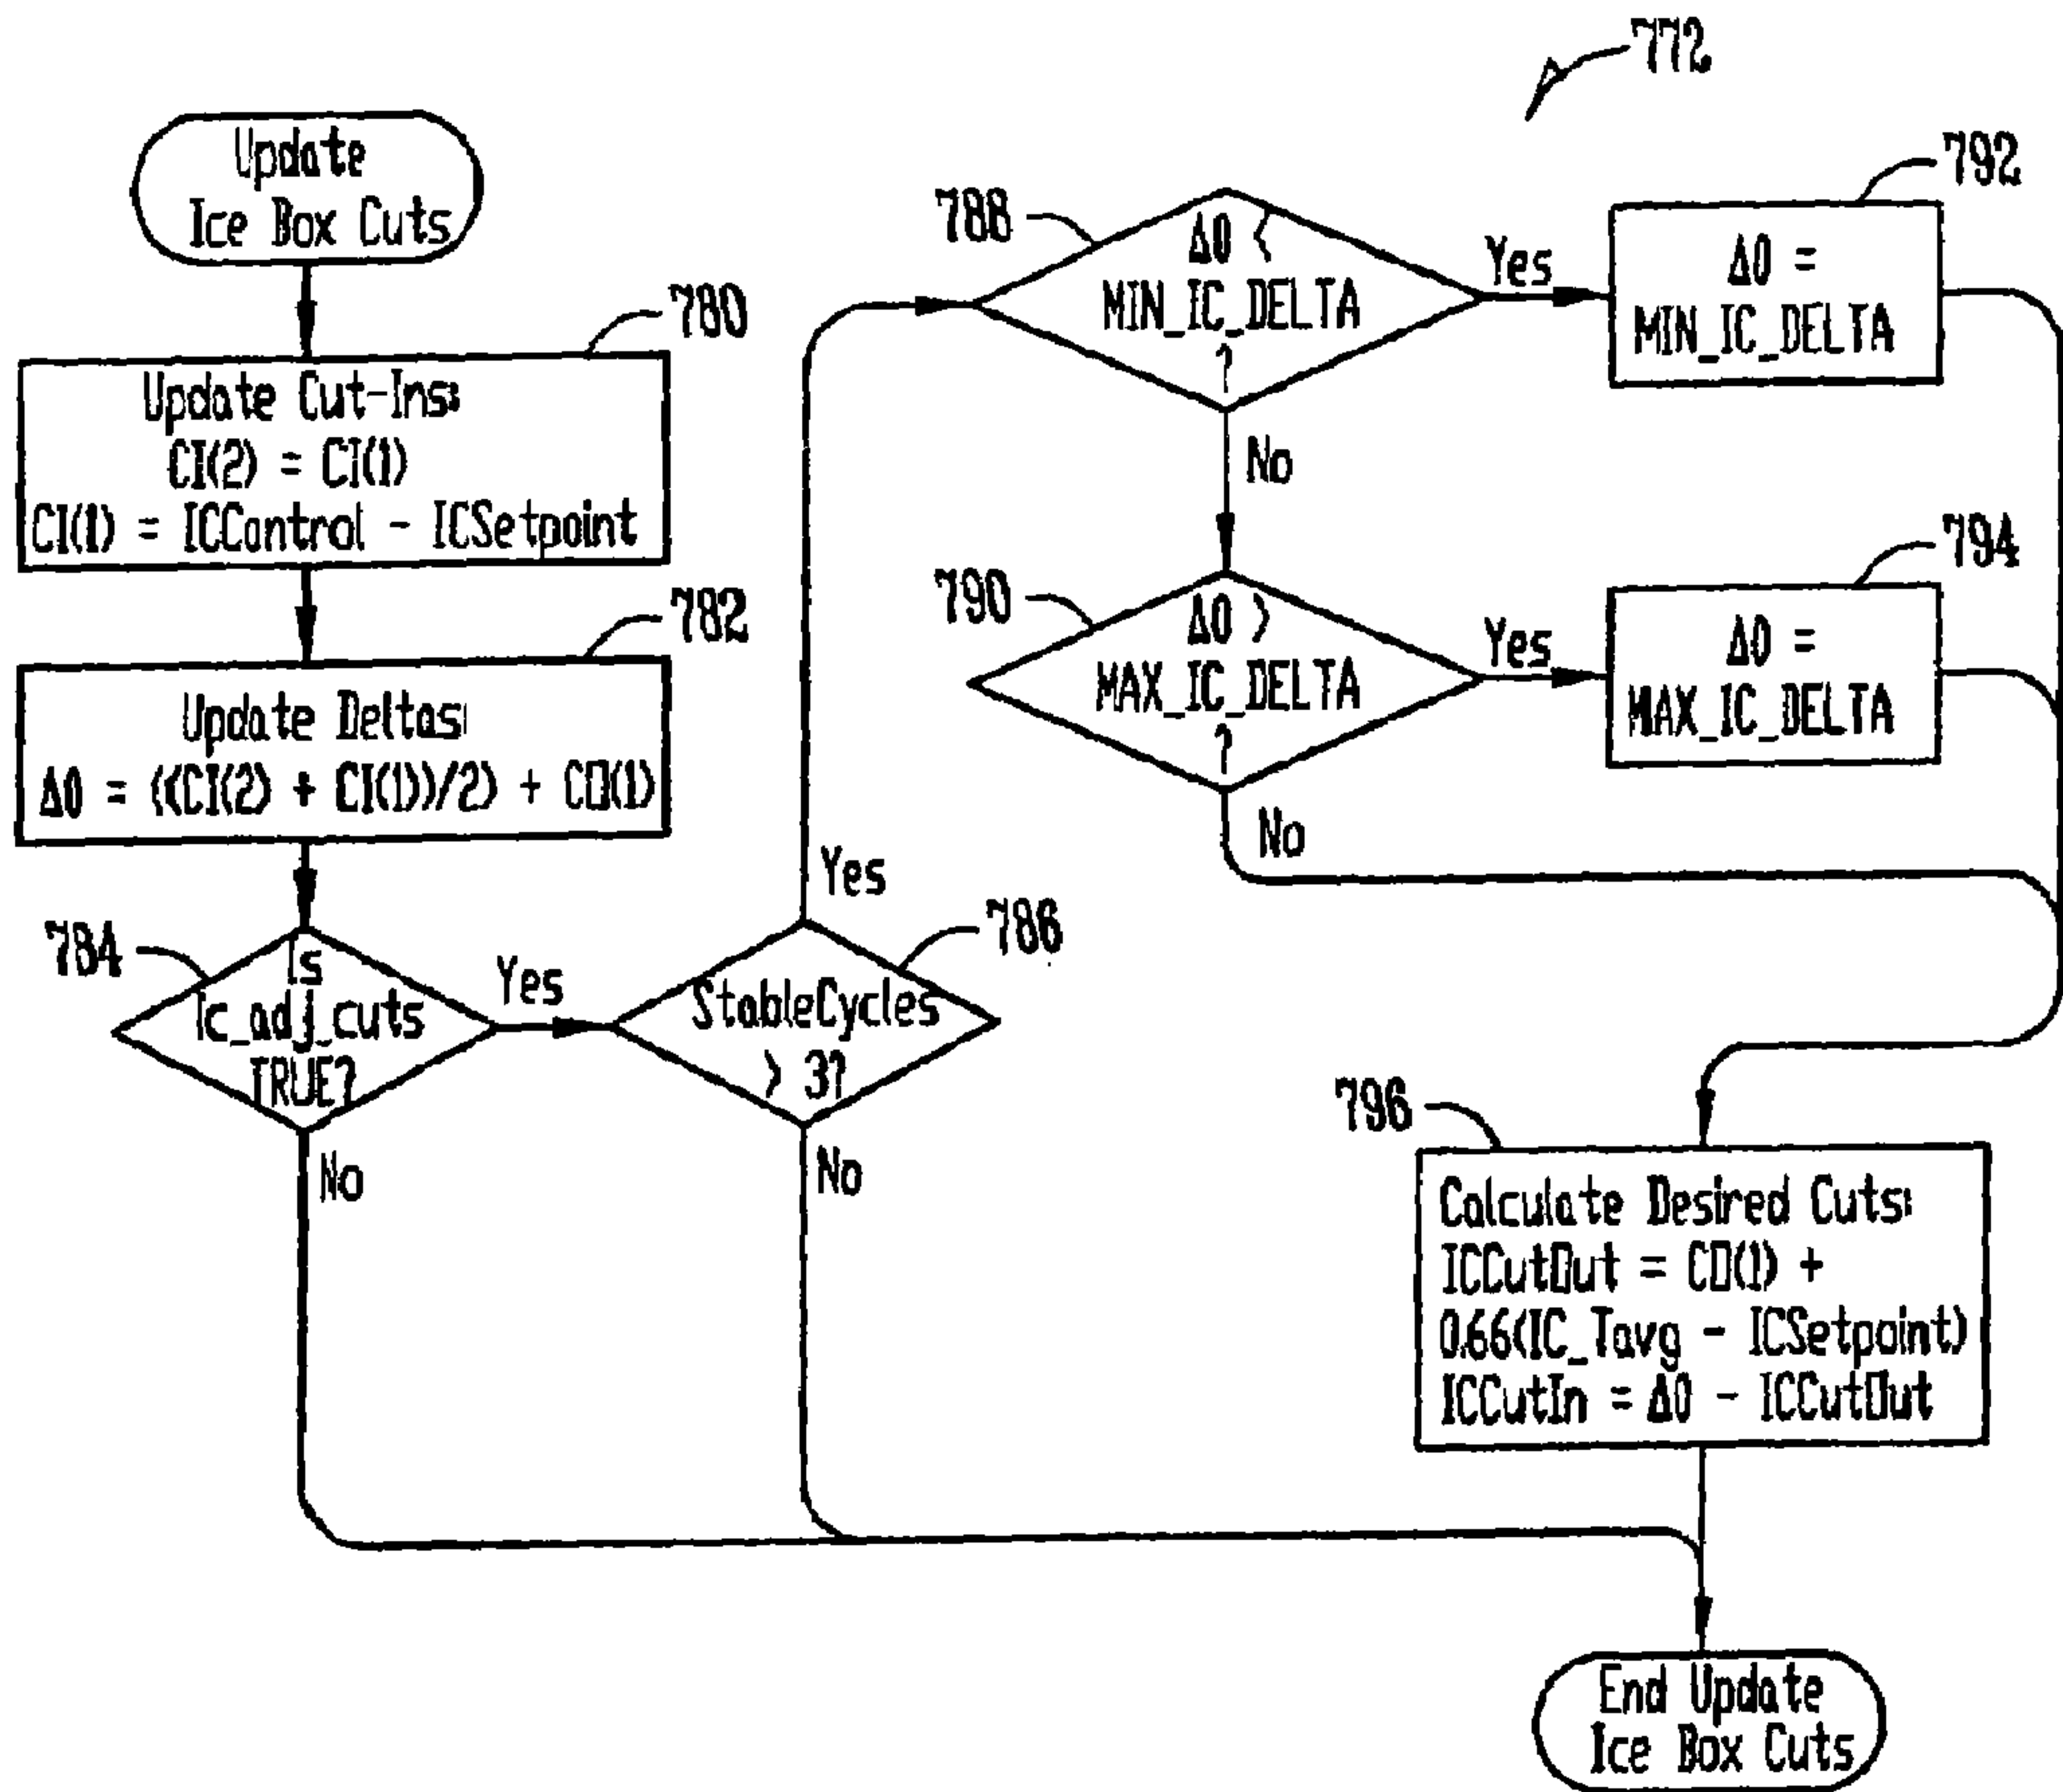 772
Update
Ice Box Cuts
780
Update Cut-Ins:
CI(2) = CI(1)
CI(1) = ICControl - ICSetpoint
782
Update Deltas:
Δ0 = ((CI(2) + CI(1))/2) + CO(1)
784
Is
Ic_adj_cuts
TRUE?
Yes
No
786
StableCycles
> 3?
Yes
No
788
Δ0 <
MIN_IC_DELTA
?
Yes
No
792
Δ0 =
MIN_IC_DELTA
790
Δ0 >
MAX_IC_DELTA
?
Yes
No
794
Δ0 =
MAX_IC_DELTA
796
Calculate Desired Cuts:
ICCutOut = CO(1) +
0.66(IC_Tavg - ICSetpoint)
ICCutIn = Δ0 - ICCutOut
End Update
Ice Box Cuts